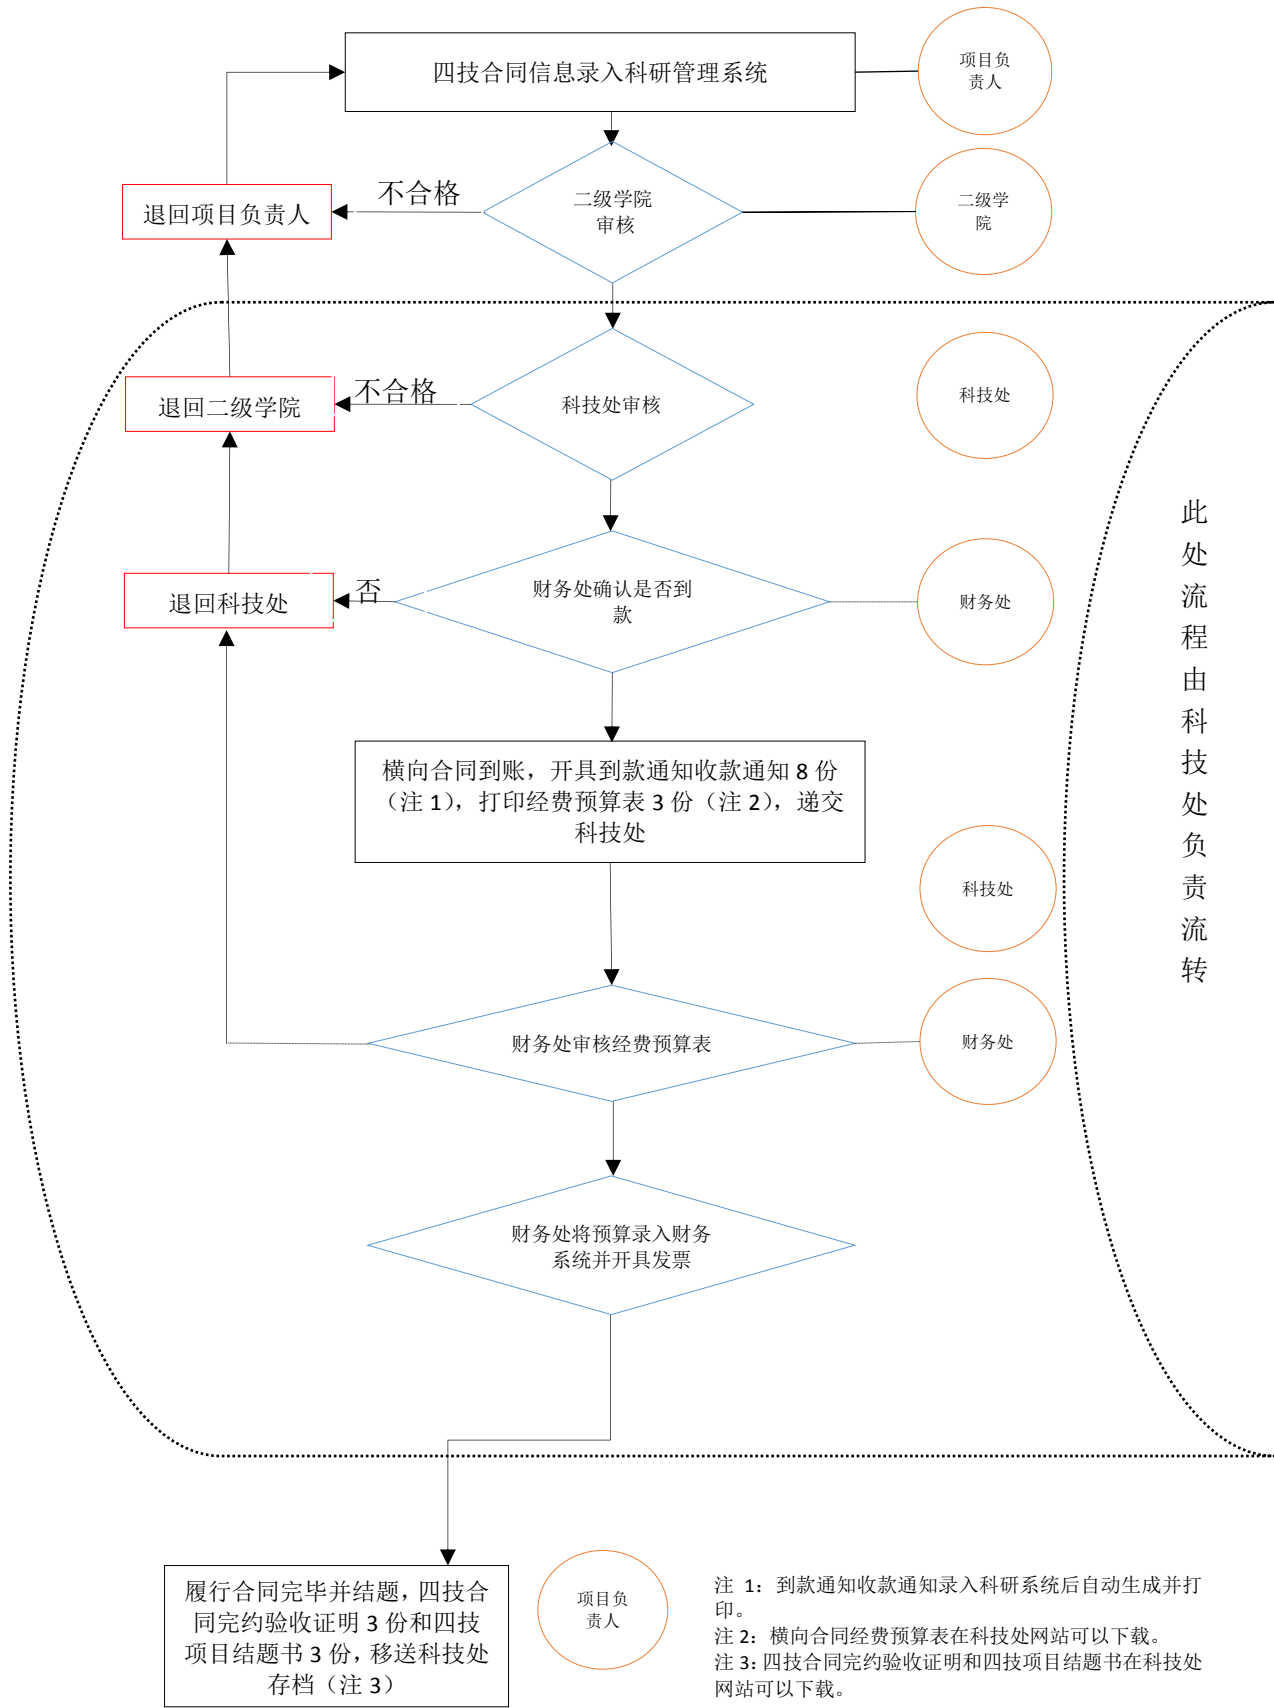 四技合同信息录入科研管理系统
项目负
责人
不合格
退回项目负责人
二级学院
审核
二级学
院
不合格
退回二级学院
科技处审核
科技处
否
退回科技处
财务处确认是否到
款
财务处
此
处
流
程
由
科
技
处
负
责
流
转
横向合同到账，开具到款通知收款通知 8 份
（注 1），打印经费预算表 3 份（注 2），递交
科技处
科技处
财务处审核经费预算表
财务处
财务处将预算录入财务
系统并开具发票
履行合同完毕并结题，四技合
同完约验收证明 3 份和四技
项目结题书 3 份，移送科技处
存档（注 3）
项目负
责人
注 1：到款通知收款通知录入科研系统后自动生成并打
印。
注 2：横向合同经费预算表在科技处网站可以下载。
注 3：四技合同完约验收证明和四技项目结题书在科技处
网站可以下载。